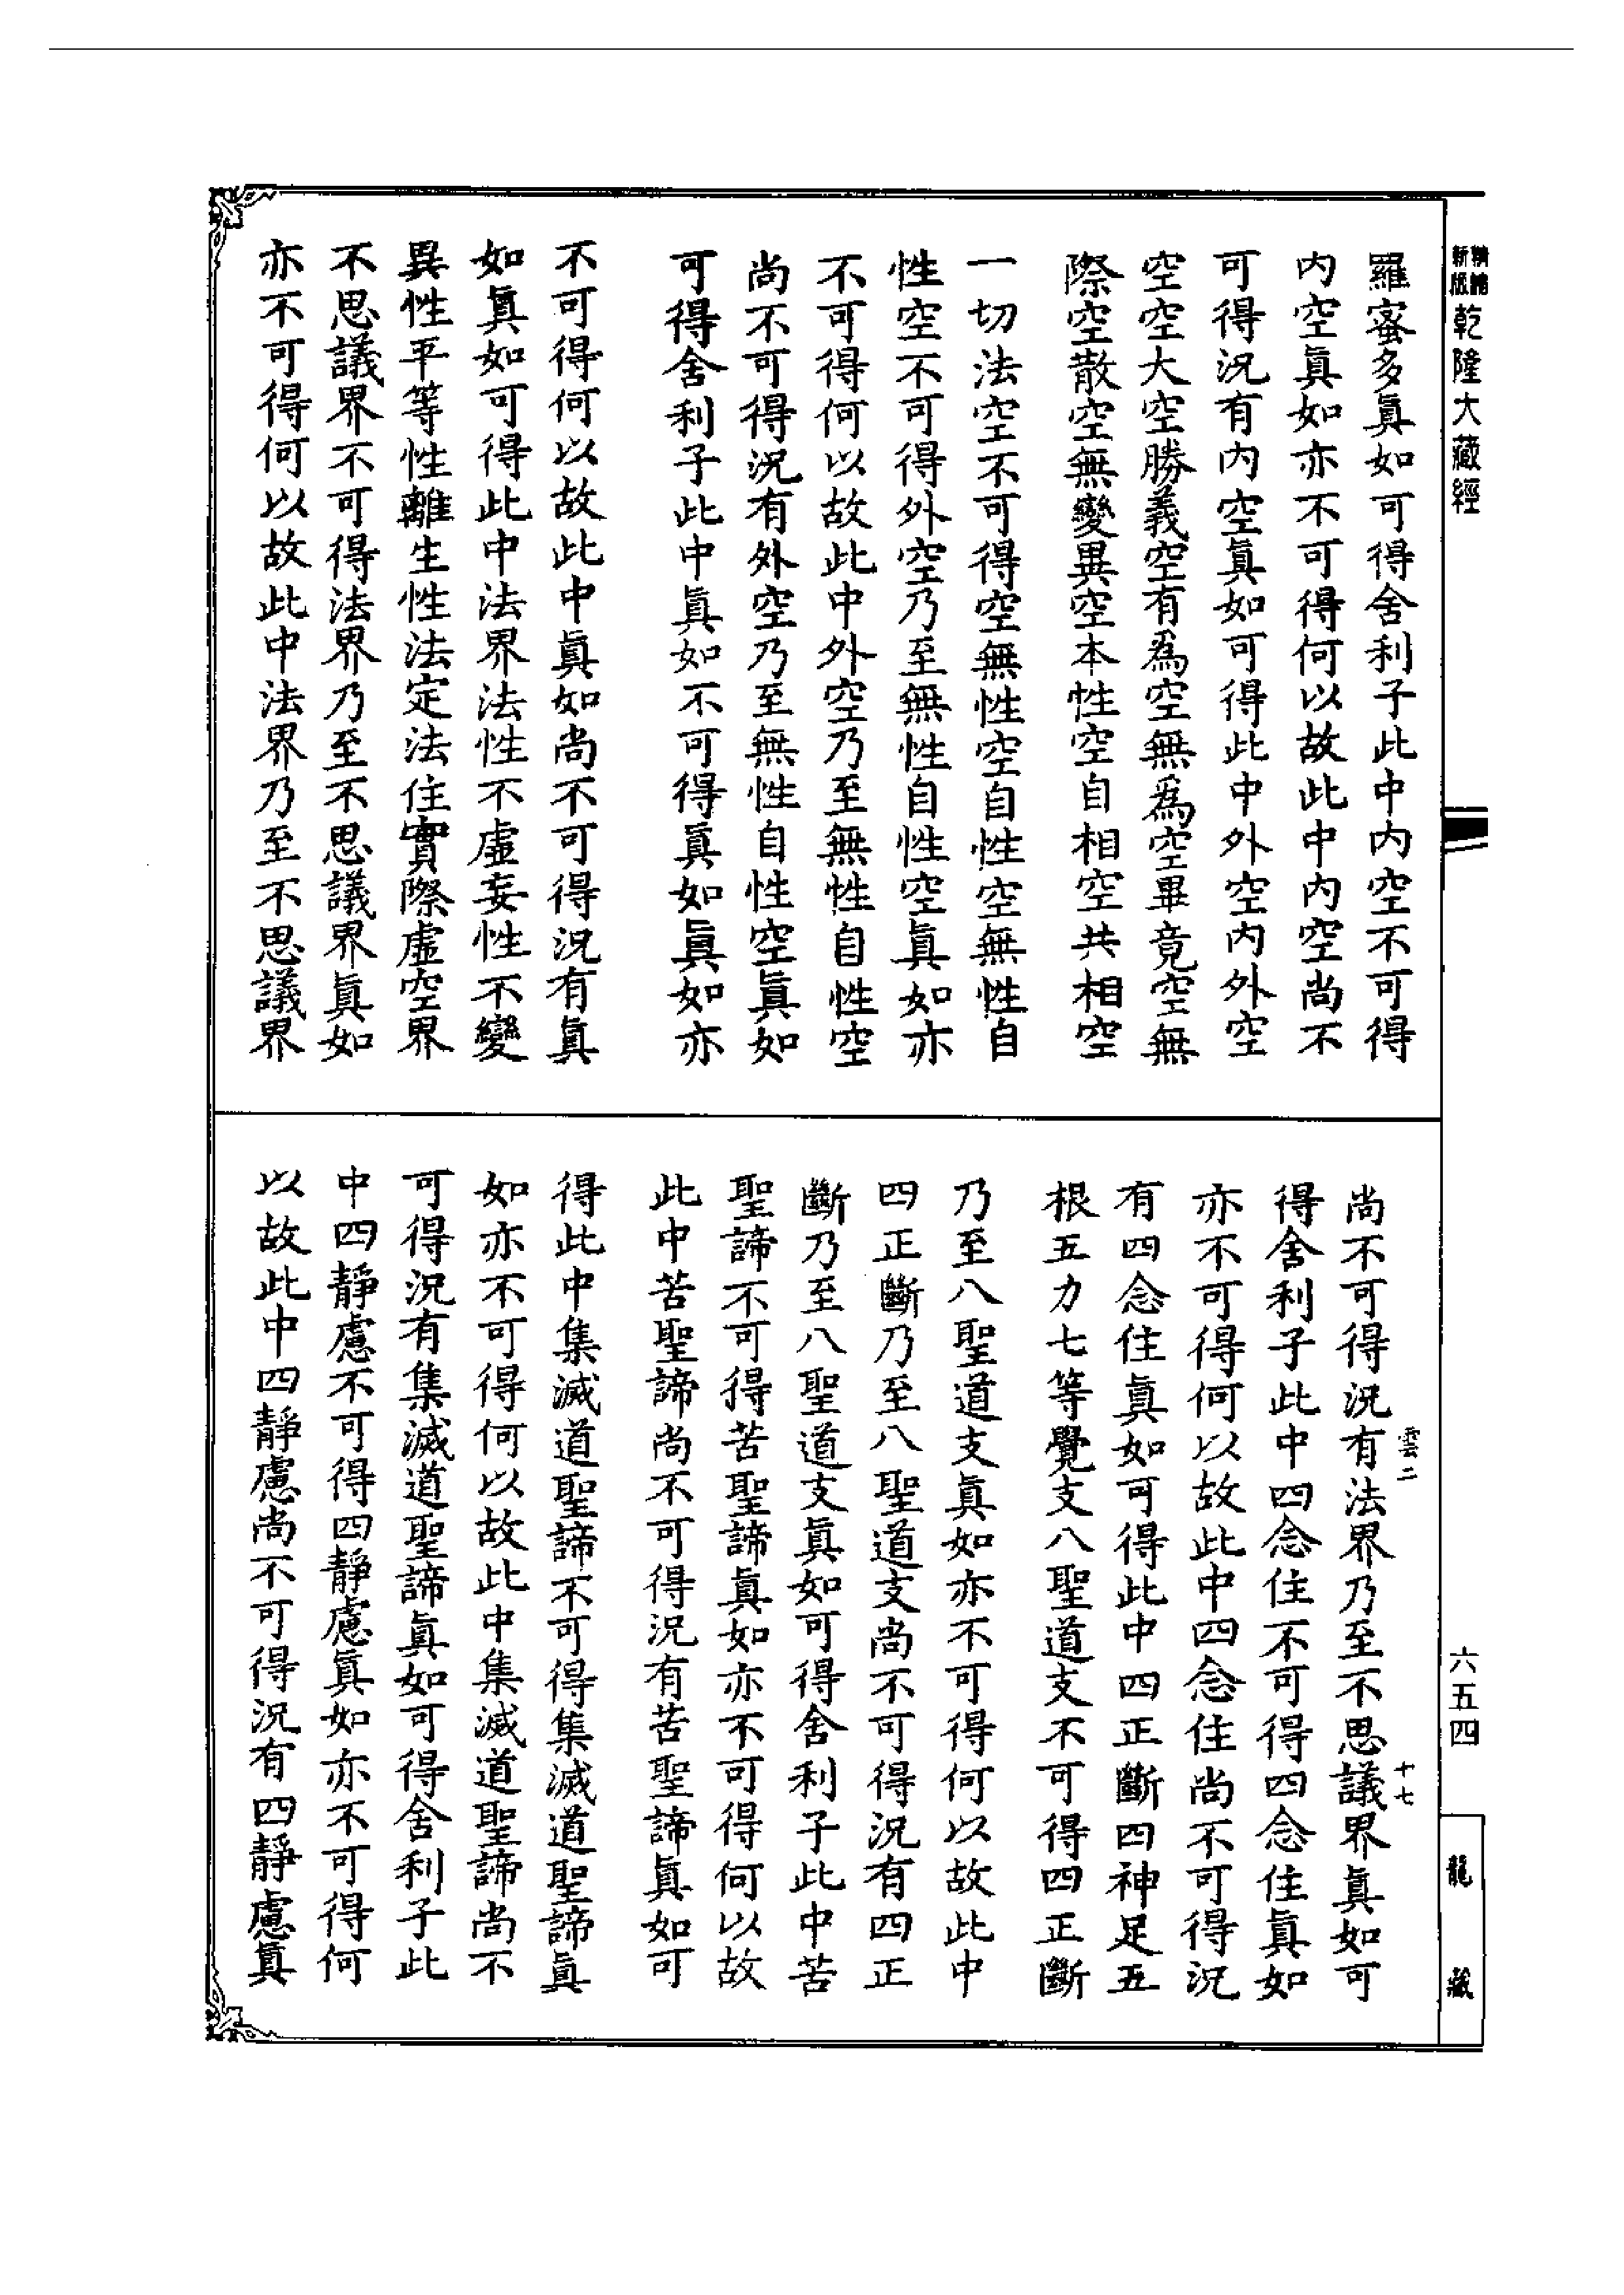 新編
新版
乾隆大藏經
羅蜜多眞如可得舍利子此中內空不可得
內空眞如亦不可得何以故此中內空尚不
可得況有內空眞如可得此中外空內外空
空空大空勝義空有為空無為空畢竟空無
際空散空無變異空本性空自相空共相空
一切法空不可得空無性空自性空無性自
性空不可得外空乃至無性自性空眞如亦
不可得何以故此中外空乃至無性自性空
尚不可得況有外空乃至無性自性空眞如
可得舍利子此中眞如不可得眞如眞如亦
不可得何以故此中眞如尚不可得況有眞
如眞如可得此中法界法性不虛妄性不變
異性平等性離生性法定法住實際虛空界
不思議界不可得法界乃至不思議界眞如
亦不可得何以故此中法界乃至不思議界
尚不可得況有法界乃至不思議界眞如可
得舍利子此中四念住不可得四念住眞如
亦不可得何以故此中四念住尚不可得況
有四念住眞如可得此中四正斷四神足五
根五力七等覺支八聖道支不可得四正斷
乃至八聖道支眞如亦不可得何以故此中
四正斷乃至八聖道支尚不可得況有四正
斷乃至八聖道支眞如可得舍利子此中苦
聖諦不可得苦聖諦眞如亦不可得何以故
此中苦聖諦尚不可得況有苦聖諦眞如可
得此中集滅道聖諦不可得集滅道聖諦眞
如亦不可得何以故此中集滅道聖諦尚不
可得況有集滅道聖諦眞如可得舍利子此
中四靜慮不可得四靜慮眞如亦不可得何
以故此中四靜慮尚不可得況有四靜慮眞
雲二
十七
六五四
龍藏